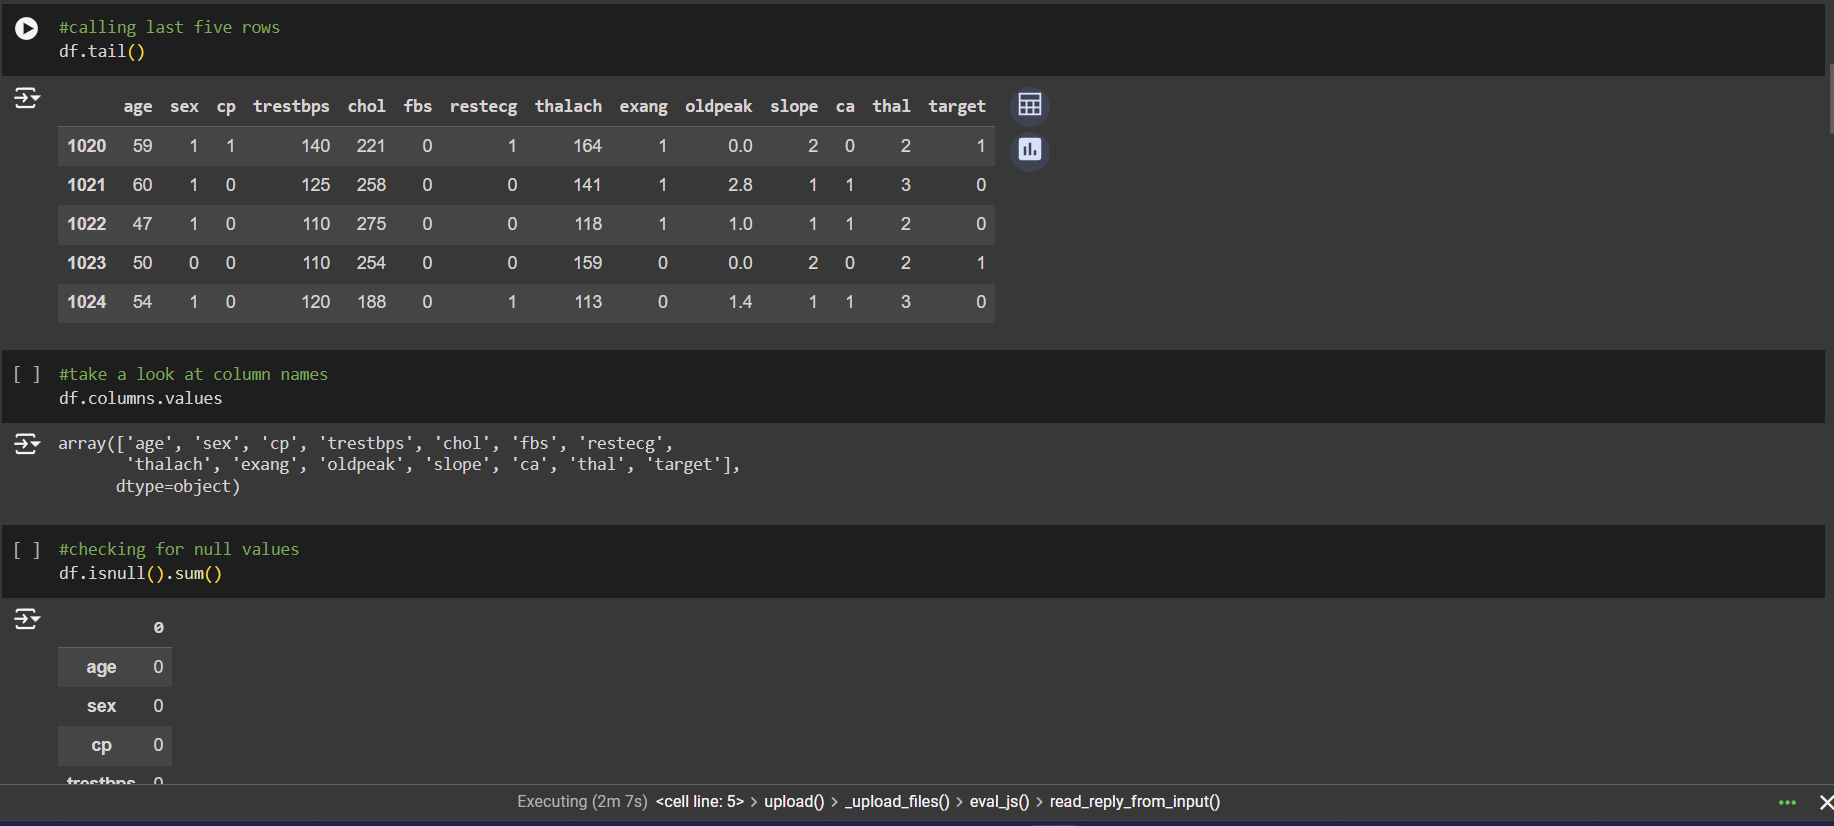 #calling last five rows
df.tail()
age sex cp trestbps chol fbs restecg thalach exang oldpeak slope ca thal target
1020 59 1 1 140 221 0 1 164 1 0.0 2 0 2 1
1021 60 1 0 125 258 0 0 141 1 2.8 1 1 3 0
1022 47 1 0 110 275 0 0 118 1 1.0 1 1 2 0
1023 50 0 0 110 254 0 0 159 0 0.0 2 0 2 1
1024 54 1 0 120 188 0 1 113 0 1.4 1 1 3 0
[ ] #take a look at column names
df.columns.values
array(['age', 'sex', 'cp', 'trestbps', 'chol', 'fbs', 'restecg',
'thalach', 'exang', 'oldpeak', 'slope', 'ca', 'thal', 'target'],
dtype=object)
[ ] #checking for null values
df.isnull().sum()
0
age 0
sex 0
cp 0
trestbps 0
Executing (2m 7s) <cell line: 5> > upload() > _upload_files() > eval_js() > read_reply_from_input()